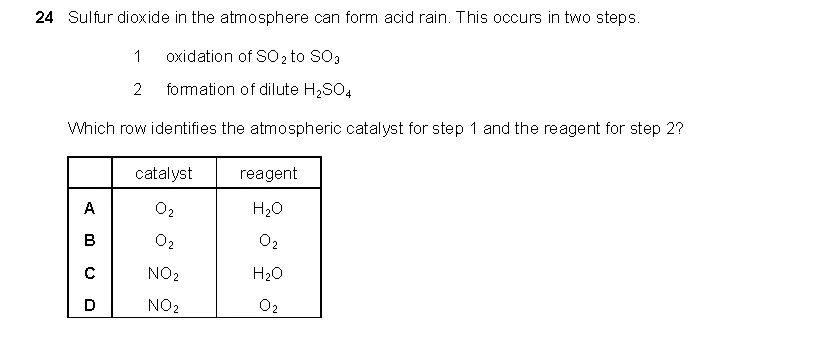 24 Sulfur dioxide in the atmosphere can form acid rain. This occurs in two steps.
1 oxidation of SO₂ to SO₃
2 formation of dilute H₂SO₄
Which row identifies the atmospheric catalyst for step 1 and the reagent for step 2?
catalyst reagent
A O₂ H₂O
B O₂ O₂
C NO₂ H₂O
D NO₂ O₂